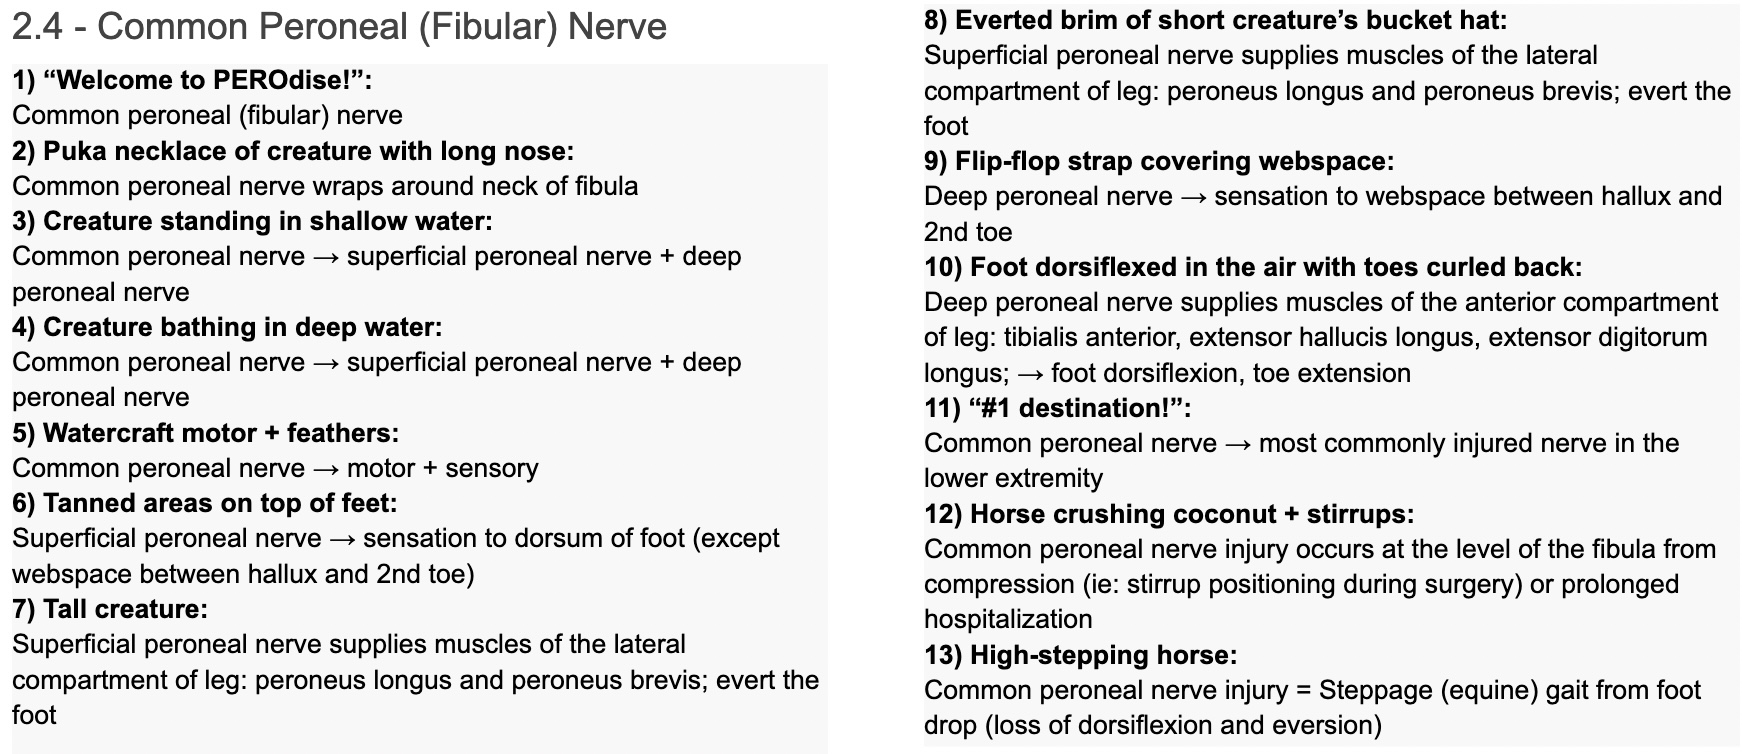 2.4 - Common Peroneal (Fibular) Nerve
1) “Welcome to PEROdise!”:
Common peroneal (fibular) nerve
2) Puka necklace of creature with long nose:
Common peroneal nerve wraps around neck of fibula
3) Creature standing in shallow water:
Common peroneal nerve → superficial peroneal nerve + deep
peroneal nerve
4) Creature bathing in deep water:
Common peroneal nerve → superficial peroneal nerve + deep
peroneal nerve
5) Watercraft motor + feathers:
Common peroneal nerve → motor + sensory
6) Tanned areas on top of feet:
Superficial peroneal nerve → sensation to dorsum of foot (except
webspace between hallux and 2nd toe)
7) Tall creature:
Superficial peroneal nerve supplies muscles of the lateral
compartment of leg: peroneus longus and peroneus brevis; evert the
foot
8) Everted brim of short creature’s bucket hat:
Superficial peroneal nerve supplies muscles of the lateral
compartment of leg: peroneus longus and peroneus brevis; evert the
foot
9) Flip-flop strap covering webspace:
Deep peroneal nerve → sensation to webspace between hallux and
2nd toe
10) Foot dorsiflexed in the air with toes curled back:
Deep peroneal nerve supplies muscles of the anterior compartment
of leg: tibialis anterior, extensor hallucis longus, extensor digitorum
longus; → foot dorsiflexion, toe extension
11) “#1 destination!”:
Common peroneal nerve → most commonly injured nerve in the
lower extremity
12) Horse crushing coconut + stirrups:
Common peroneal nerve injury occurs at the level of the fibula from
compression (ie: stirrup positioning during surgery) or prolonged
hospitalization
13) High-stepping horse:
Common peroneal nerve injury = Steppage (equine) gait from foot
drop (loss of dorsiflexion and eversion)